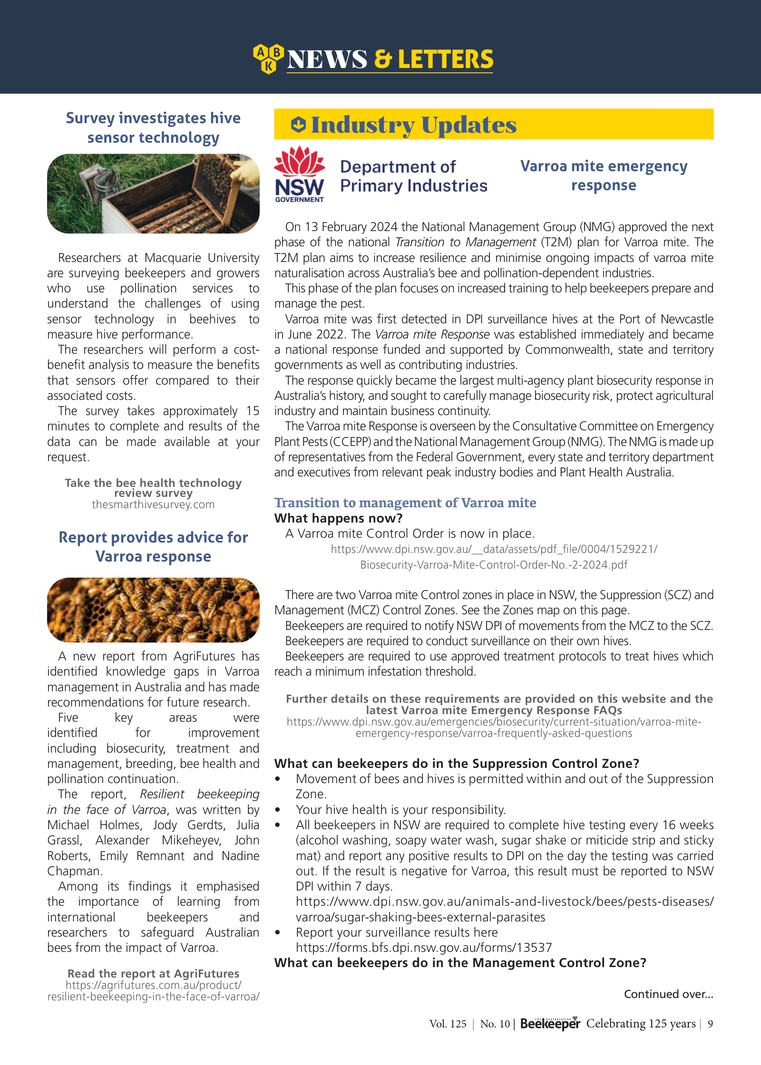 ABK NEWS & LETTERS
Survey investigates hive
sensor technology
Researchers at Macquarie University
are surveying beekeepers and growers
who use pollination services to
understand the challenges of using
sensor technology in beehives to
measure hive performance.
The researchers will perform a cost-
benefit analysis to measure the benefits
that sensors offer compared to their
associated costs.
The survey takes approximately 15
minutes to complete and results of the
data can be made available at your
request.
Take the bee health technology
review survey
thesmarthivesurvey.com
Report provides advice for
Varroa response
A new report from AgriFutures has
identified knowledge gaps in Varroa
management in Australia and has made
recommendations for future research.
Five key areas were
identified for improvement
including biosecurity, treatment and
management, breeding, bee health and
pollination continuation.
The report, Resilient beekeeping
in the face of Varroa, was written by
Michael Holmes, Jody Gerdts, Julia
Grassl, Alexander Mikeheyev, John
Roberts, Emily Remnant and Nadine
Chapman.
Among its findings it emphasised
the importance of learning from
international beekeepers and
researchers to safeguard Australian
bees from the impact of Varroa.
Read the report at AgriFutures
https://agrifutures.com.au/product/
resilient-beekeeping-in-the-face-of-varroa/
Industry Updates
NSW
GOVERNMENT
Department of
Primary Industries
Varroa mite emergency
response
On 13 February 2024 the National Management Group (NMG) approved the next
phase of the national Transition to Management (T2M) plan for Varroa mite. The
T2M plan aims to increase resilience and minimise ongoing impacts of varroa mite
naturalisation across Australia's bee and pollination-dependent industries.
This phase of the plan focuses on increased training to help beekeepers prepare and
manage the pest.
Varroa mite was first detected in DPI surveillance hives at the Port of Newcastle
in June 2022. The Varroa mite Response was established immediately and became
a national response funded and supported by Commonwealth, state and territory
governments as well as contributing industries.
The response quickly became the largest multi-agency plant biosecurity response in
Australia's history, and sought to carefully manage biosecurity risk, protect agricultural
industry and maintain business continuity.
The Varroa mite Response is overseen by the Consultative Committee on Emergency
Plant Pests (CCEPP) and the National Management Group (NMG). The NMG is made up
of representatives from the Federal Government, every state and territory department
and executives from relevant peak industry bodies and Plant Health Australia.
Transition to management of Varroa mite
What happens now?
A Varroa mite Control Order is now in place.
https://www.dpi.nsw.gov.au/__data/assets/pdf_file/0004/1529221/
Biosecurity-Varroa-Mite-Control-Order-No.-2-2024.pdf
There are two Varroa mite Control zones in place in NSW, the Suppression (SCZ) and
Management (MCZ) Control Zones. See the Zones map on this page.
Beekeepers are required to notify NSW DPI of movements from the MCZ to the SCZ.
Beekeepers are required to conduct surveillance on their own hives.
Beekeepers are required to use approved treatment protocols to treat hives which
reach a minimum infestation threshold.
Further details on these requirements are provided on this website and the
latest Varroa mite Emergency Response FAQs
https://www.dpi.nsw.gov.au/emergencies/biosecurity/current-situation/varroa-mite-
emergency-response/varroa-frequently-asked-questions
What can beekeepers do in the Suppression Control Zone?
• Movement of bees and hives is permitted within and out of the Suppression
Zone.
• Your hive health is your responsibility.
• All beekeepers in NSW are required to complete hive testing every 16 weeks
(alcohol washing, soapy water wash, sugar shake or miticide strip and sticky
mat) and report any positive results to DPI on the day the testing was carried
out. If the result is negative for Varroa, this result must be reported to NSW
DPI within 7 days.
https://www.dpi.nsw.gov.au/animals-and-livestock/bees/pests-diseases/
varroa/sugar-shaking-bees-external-parasites
• Report your surveillance results here
https://forms.bfs.dpi.nsw.gov.au/forms/13537
What can beekeepers do in the Management Control Zone?
Continued over...
Vol. 125 | No. 10 | Beekeeper Celebrating 125 years | 9